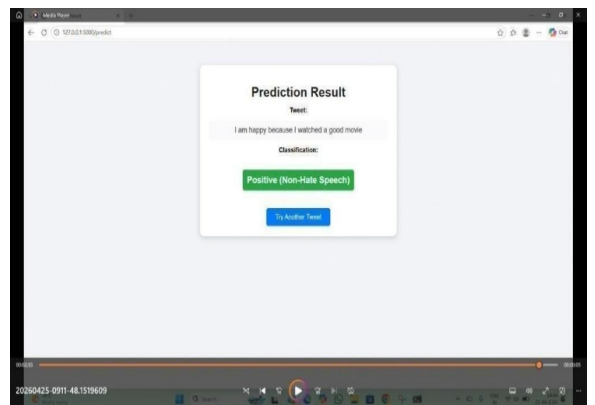 Media Player
127.0.0.1:5000/predict
Chat
Prediction Result
Tweet:
I am happy because I watched a good movie
Classification:
Positive (Non-Hate Speech)
Try Another Tweet
20260425-0911-48.1519609